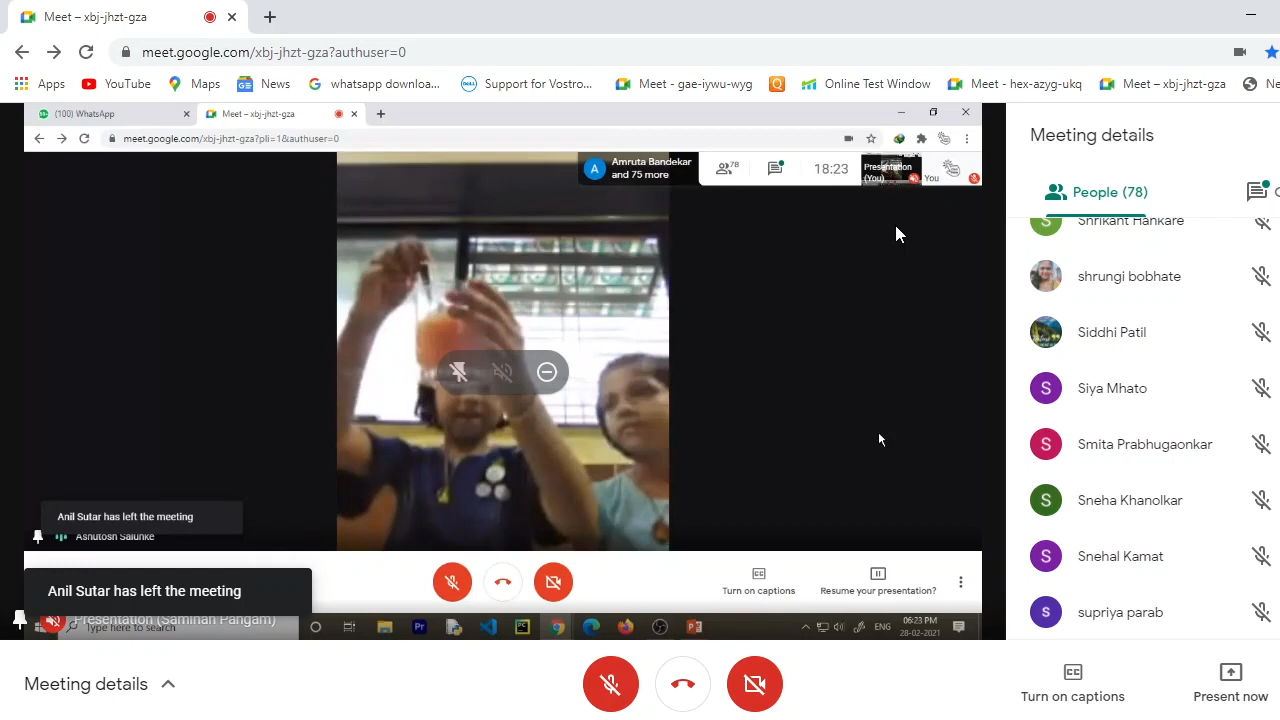 Meet – xbj-jhzt-gza
meet.google.com/xbj-jhzt-gza?authuser=0
Apps YouTube Maps News whatsapp downloa... Support for Vostro... Meet - gae-iywu-wyg Online Test Window Meet - hex-azyg-ukq Meet – xbj-jhzt-gza Ne
(100) WhatsApp Meet – xbj-jhzt-gza
meet.google.com/xbj-jhzt-gza?pli=1&authuser=0
Amruta Bandekar
and 75 more
78
18:23
Presentation
(You)
You
Anil Sutar has left the meeting
Ashutosh Salunke
Turn on captions
Resume your presentation?
Anil Sutar has left the meeting
Presentation (Saminah Pangam)
Type here to search
Pr
ENG
06:23 PM
28-02-2021
Meeting details
People (78)
S Shrikant Hankare
shrungi bobhate
Siddhi Patil
S Siya Mhato
S Smita Prabhugaonkar
S Sneha Khanolkar
S Snehal Kamat
s supriya parab
Meeting details
Turn on captions
Present now